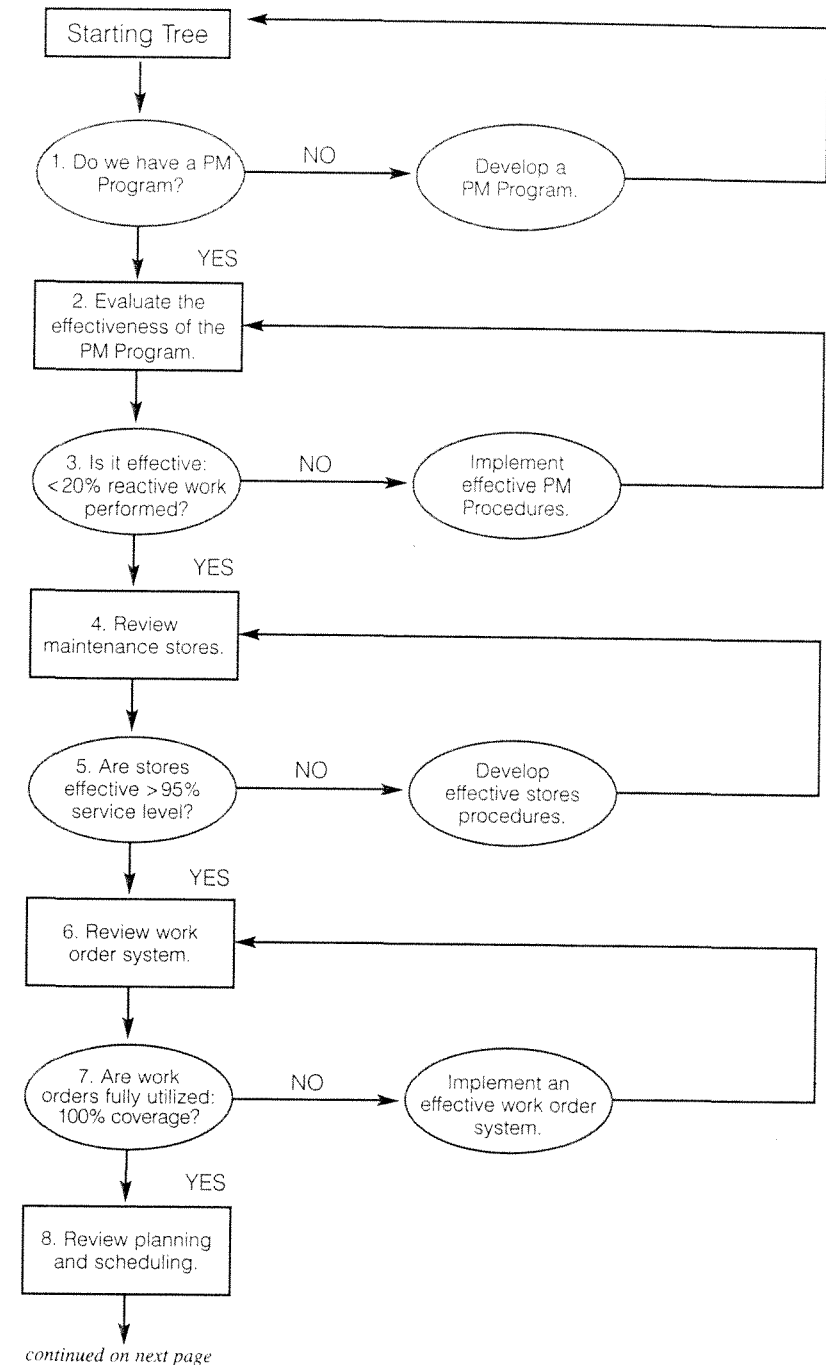 Starting Tree
1. Do we have a PM
Program?
NO
Develop a
PM Program.
YES
2. Evaluate the
effectiveness of the
PM Program.
3. Is it effective:
<20% reactive work
performed?
NO
Implement
effective PM
Procedures.
YES
4. Review
maintenance stores.
5. Are stores
effective >95%
service level?
NO
Develop
effective stores
procedures.
YES
6. Review work
order system.
7. Are work
orders fully utilized:
100% coverage?
NO
Implement an
effective work order
system.
YES
8. Review planning
and scheduling.
continued on next page